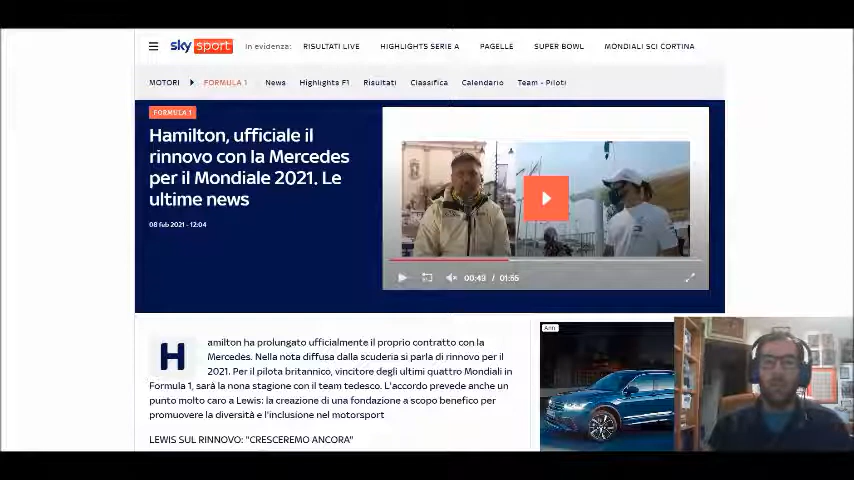 sky sport
In evidenza: RISULTATI LIVE HIGHLIGHTS SERIE A PAGELLE SUPER BOWL MONDIALI SCI CORTINA
MOTORI FORMULA 1 News Highlights F1 Risultati Classifica Calendario Team - Piloti
FORMULA 1
Hamilton, ufficiale il
rinnovo con la Mercedes
per il Mondiale 2021. Le
ultime news
08 feb 2021 - 12:04
00:43 / 01:55
Hamilton ha prolungato ufficialmente il proprio contratto con la
Mercedes. Nella nota diffusa dalla scuderia si parla di rinnovo per il
2021. Per il pilota britannico, vincitore degli ultimi quattro Mondiali in
Formula 1, sarà la nona stagione con il team tedesco. L'accordo prevede anche un
punto molto caro a Lewis: la creazione di una fondazione a scopo benefico per
promuovere la diversità e l'inclusione nel motorsport
LEWIS SUL RINNOVO: "CRESCEREMO ANCORA"